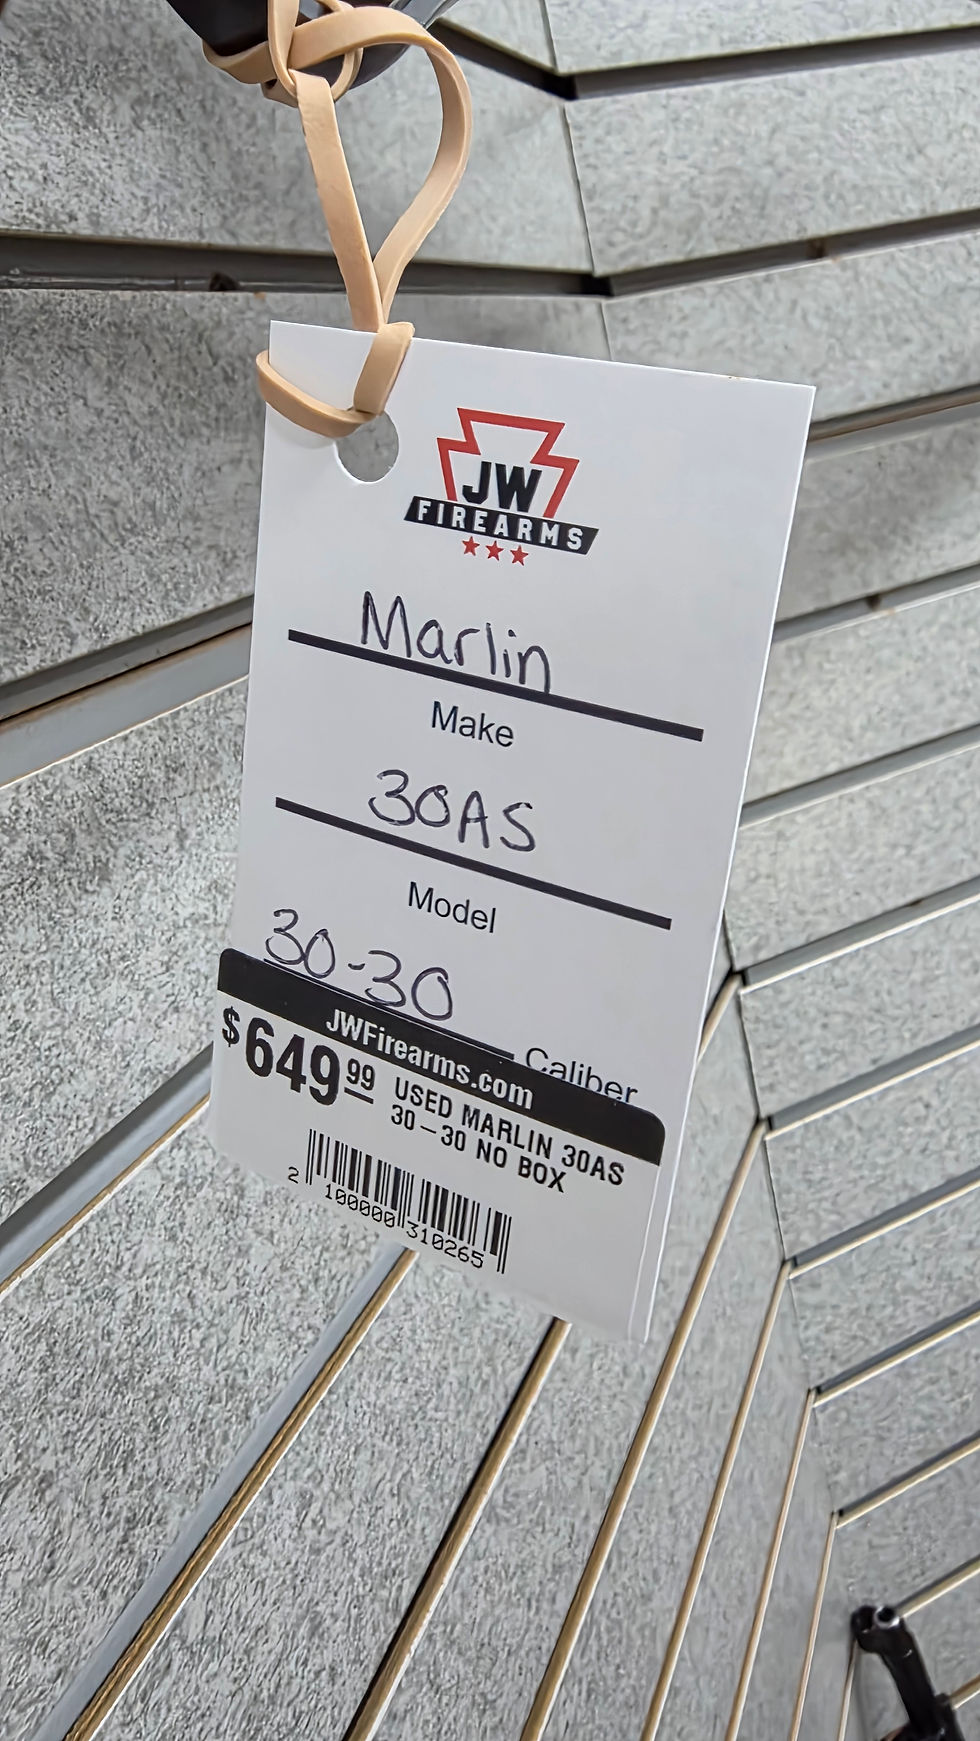 JW
FIREARMS
Marlin
Make
30AS
Model
30-30
Caliber
JWFirearms.com
$649.99
USED MARLIN 30AS
30-30 NO BOX
2 100000 310265